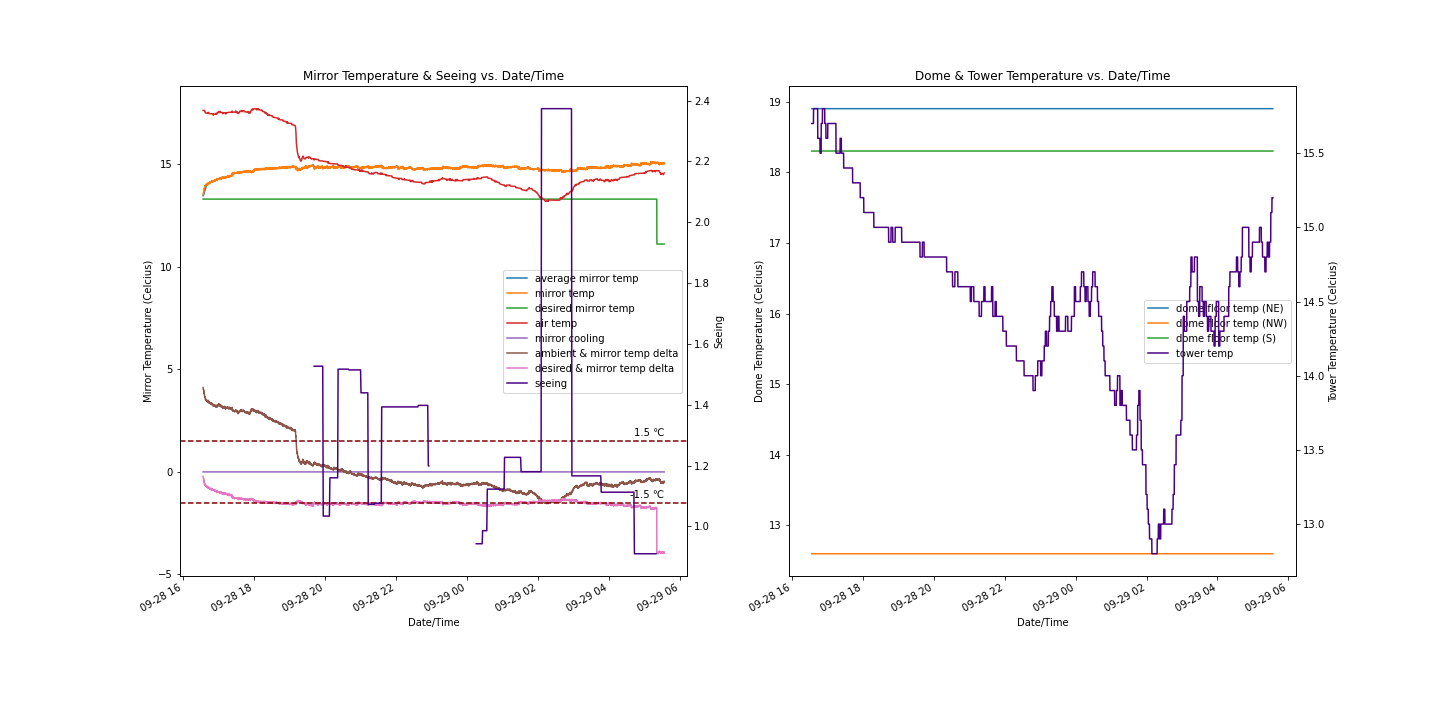 Mirror Temperature & Seeing vs. Date/Time
Mirror Temperature (Celcius)
15
10
5
0
−5
2.4
2.2
2.0
1.8
1.6
1.4
1.2
1.0
Seeing
average mirror temp
mirror temp
desired mirror temp
air temp
mirror cooling
ambient & mirror temp delta
desired & mirror temp delta
seeing
1.5 °C
-1.5 °C
09-28 16
09-28 18
09-28 20
09-28 22
09-29 00
09-29 02
09-29 04
09-29 06
Date/Time
Dome & Tower Temperature vs. Date/Time
Dome Temperature (Celcius)
19
18
17
16
15
14
13
15.5
15.0
14.5
14.0
13.5
13.0
Tower Temperature (Celcius)
dome floor temp (NE)
dome floor temp (NW)
dome floor temp (S)
tower temp
09-28 16
09-28 18
09-28 20
09-28 22
09-29 00
09-29 02
09-29 04
09-29 06
Date/Time